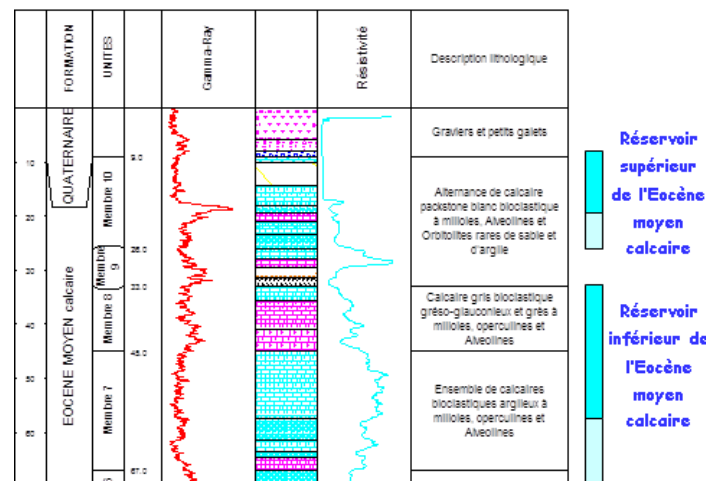 FORMATION
UNITES
Gamma-Ray
Résistivité
Description lithologique
QUATERNAIRE
Graviers et petits galets
9.0
10
Membre 10
Alternance de calcaire
packstone blanc bioclastique
à milioles, Alveolines et
Orbitolites rares de sable et
d'argile
20
26.0
Membre
9
30
33.0
EOCENE MOYEN calcaire
Membre 8
Calcaire gris bioclastique
gréso-glauconieux et grès à
milioles, operculines et
Alveolines
40
45.0
50
Membre 7
Ensemble de calcaires
bioclastiques argileux à
milioles, operculines et
Alveolines
60
67.0
Réservoir
supérieur
de l'Eocène
moyen
calcaire
Réservoir
inférieur de
l'Eocène
moyen
calcaire